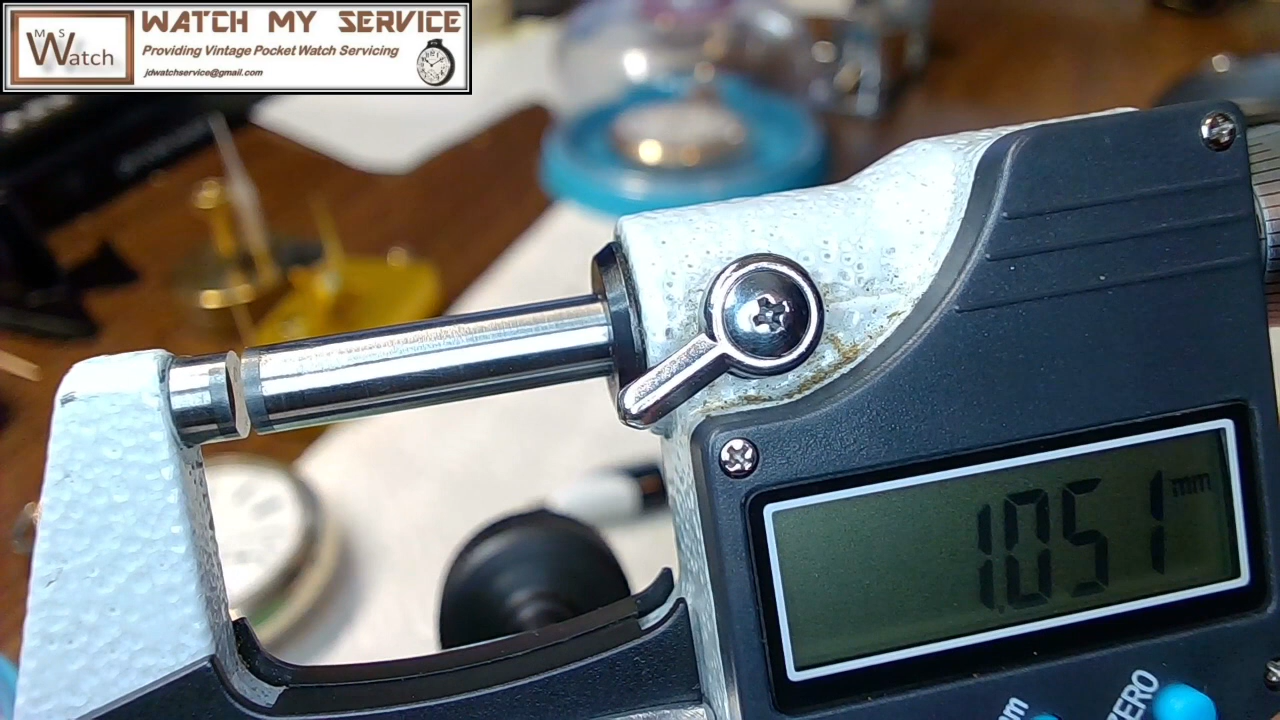 WATCH MY SERVICE
M S
Watch
Providing Vintage Pocket Watch Servicing
jdwatchservice@gmail.com
1.051 mm
ZERO